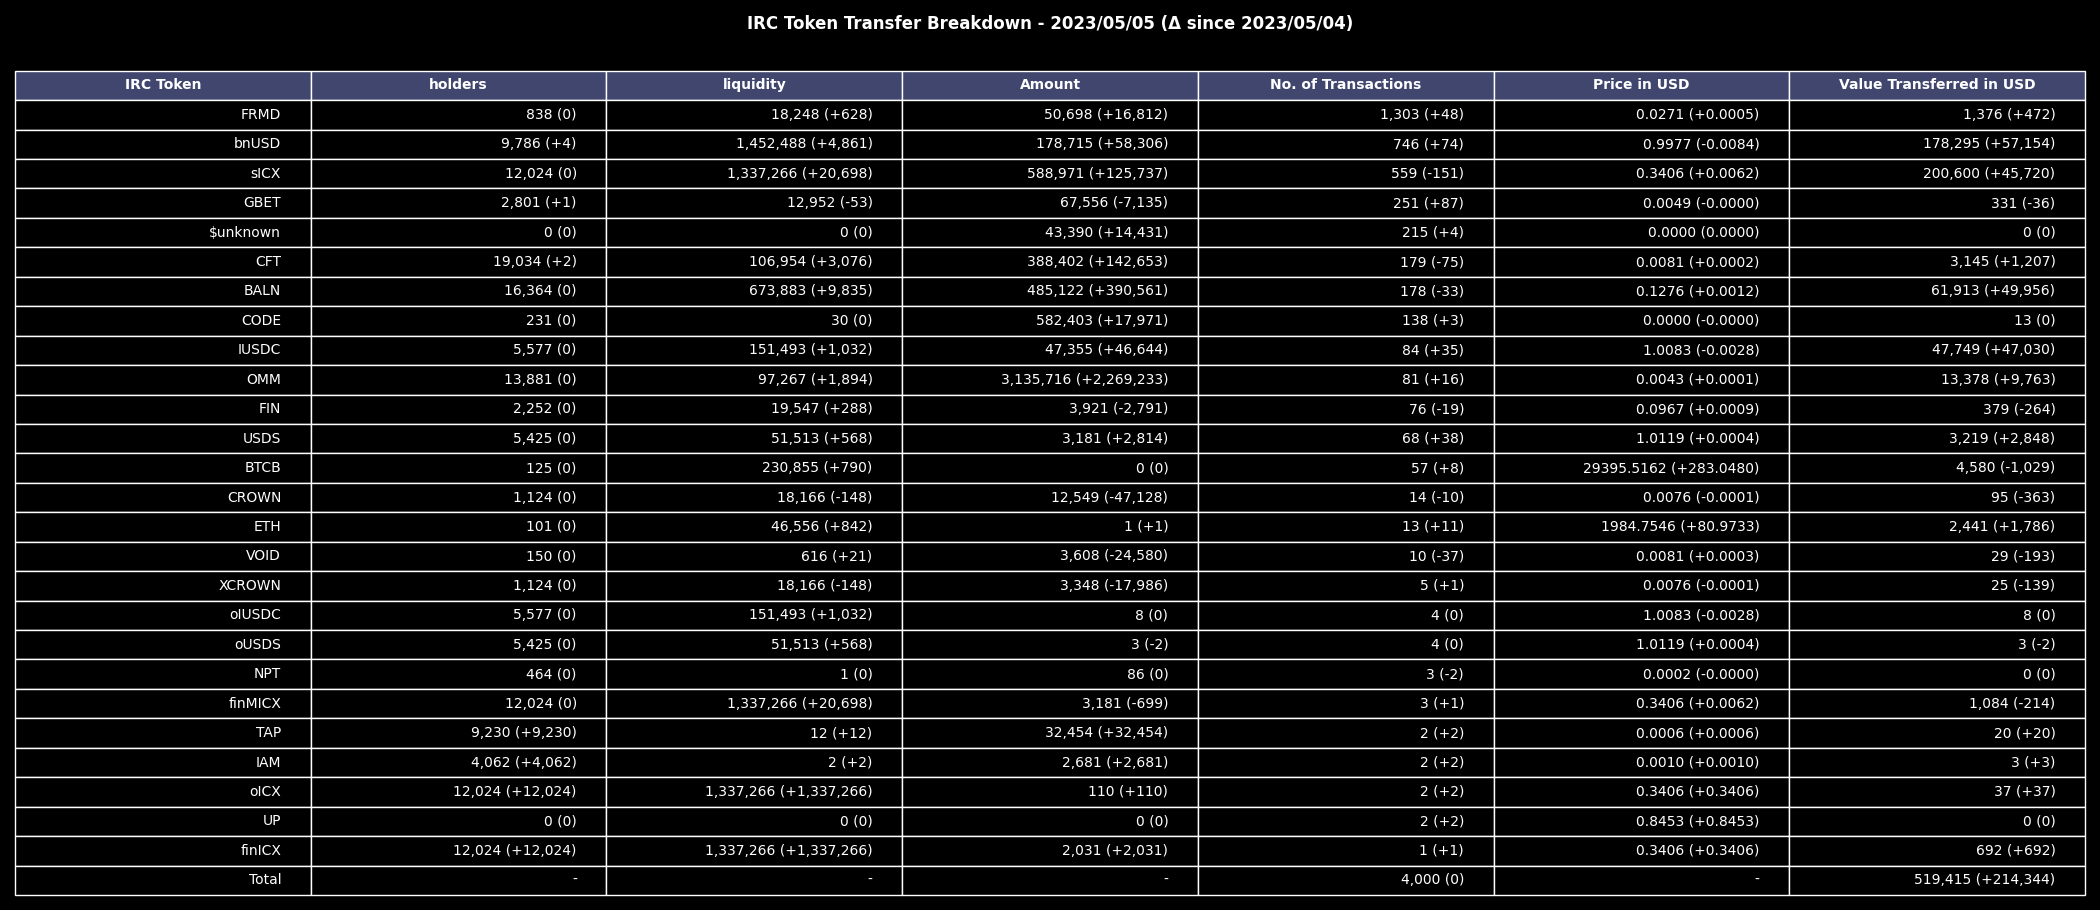 IRC Token Transfer Breakdown - 2023/05/05 (Δ since 2023/05/04)
IRC Token holders liquidity Amount No. of Transactions Price in USD Value Transferred in USD
FRMD 838 (0) 18,248 (+628) 50,698 (+16,812) 1,303 (+48) 0.0271 (+0.0005) 1,376 (+472)
bnUSD 9,786 (+4) 1,452,488 (+4,861) 178,715 (+58,306) 746 (+74) 0.9977 (-0.0084) 178,295 (+57,154)
sICX 12,024 (0) 1,337,266 (+20,698) 588,971 (+125,737) 559 (-151) 0.3406 (+0.0062) 200,600 (+45,720)
GBET 2,801 (+1) 12,952 (-53) 67,556 (-7,135) 251 (+87) 0.0049 (-0.0000) 331 (-36)
$unknown 0 (0) 0 (0) 43,390 (+14,431) 215 (+4) 0.0000 (0.0000) 0 (0)
CFT 19,034 (+2) 106,954 (+3,076) 388,402 (+142,653) 179 (-75) 0.0081 (+0.0002) 3,145 (+1,207)
BALN 16,364 (0) 673,883 (+9,835) 485,122 (+390,561) 178 (-33) 0.1276 (+0.0012) 61,913 (+49,956)
CODE 231 (0) 30 (0) 582,403 (+17,971) 138 (+3) 0.0000 (-0.0000) 13 (0)
IUSDC 5,577 (0) 151,493 (+1,032) 47,355 (+46,644) 84 (+35) 1.0083 (-0.0028) 47,749 (+47,030)
OMM 13,881 (0) 97,267 (+1,894) 3,135,716 (+2,269,233) 81 (+16) 0.0043 (+0.0001) 13,378 (+9,763)
FIN 2,252 (0) 19,547 (+288) 3,921 (-2,791) 76 (-19) 0.0967 (+0.0009) 379 (-264)
USDS 5,425 (0) 51,513 (+568) 3,181 (+2,814) 68 (+38) 1.0119 (+0.0004) 3,219 (+2,848)
BTCB 125 (0) 230,855 (+790) 0 (0) 57 (+8) 29395.5162 (+283.0480) 4,580 (-1,029)
CROWN 1,124 (0) 18,166 (-148) 12,549 (-47,128) 14 (-10) 0.0076 (-0.0001) 95 (-363)
ETH 101 (0) 46,556 (+842) 1 (+1) 13 (+11) 1984.7546 (+80.9733) 2,441 (+1,786)
VOID 150 (0) 616 (+21) 3,608 (-24,580) 10 (-37) 0.0081 (+0.0003) 29 (-193)
XCROWN 1,124 (0) 18,166 (-148) 3,348 (-17,986) 5 (+1) 0.0076 (-0.0001) 25 (-139)
oIUSDC 5,577 (0) 151,493 (+1,032) 8 (0) 4 (0) 1.0083 (-0.0028) 8 (0)
oUSDS 5,425 (0) 51,513 (+568) 3 (-2) 4 (0) 1.0119 (+0.0004) 3 (-2)
NPT 464 (0) 1 (0) 86 (0) 3 (-2) 0.0002 (-0.0000) 0 (0)
finMICX 12,024 (0) 1,337,266 (+20,698) 3,181 (-699) 3 (+1) 0.3406 (+0.0062) 1,084 (-214)
TAP 9,230 (+9,230) 12 (+12) 32,454 (+32,454) 2 (+2) 0.0006 (+0.0006) 20 (+20)
IAM 4,062 (+4,062) 2 (+2) 2,681 (+2,681) 2 (+2) 0.0010 (+0.0010) 3 (+3)
oICX 12,024 (+12,024) 1,337,266 (+1,337,266) 110 (+110) 2 (+2) 0.3406 (+0.3406) 37 (+37)
UP 0 (0) 0 (0) 0 (0) 2 (+2) 0.8453 (+0.8453) 0 (0)
finICX 12,024 (+12,024) 1,337,266 (+1,337,266) 2,031 (+2,031) 1 (+1) 0.3406 (+0.3406) 692 (+692)
Total - - - 4,000 (0) - 519,415 (+214,344)